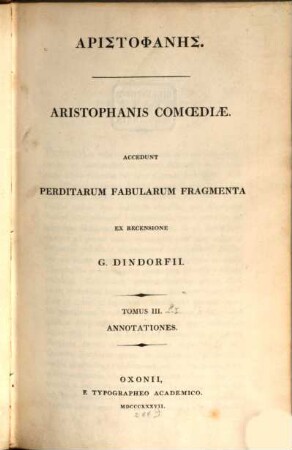 ΑΡΙΣΤΟΦΑΝΗΣ.
ARISTOPHANIS COMŒDIÆ.
ACCEDUNT
PERDITARUM FABULARUM FRAGMENTA
EX RECENSIONE
G. DINDORFII.
TOMUS III.
ANNOTATIONES.
OXONII,
E TYPOGRAPHEO ACADEMICO.
MDCCCXXXVII.